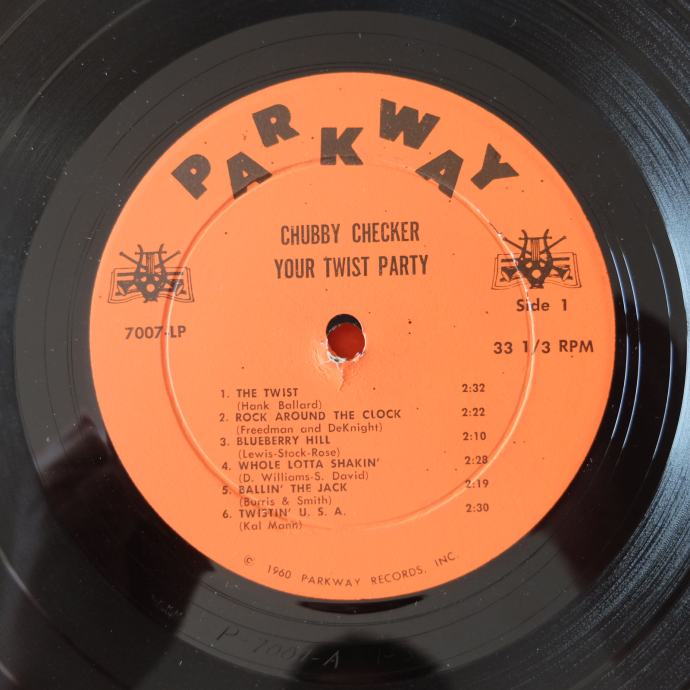 PARKWAY
CHUBBY CHECKER
YOUR TWIST PARTY
Side 1
7007-LP
33 1/3 RPM
1. THE TWIST 2:32
(Hank Ballard)
2. ROCK AROUND THE CLOCK 2:22
(Freedman and DeKnight)
3. BLUEBERRY HILL 2:10
(Lewis-Stock-Rose)
4. WHOLE LOTTA SHAKIN' 2:28
(D. Williams-S. David)
5. BALLIN' THE JACK 2:19
(Burris & Smith)
6. TWISTIN' U. S. A. 2:30
(Kal Mann)
© 1960 PARKWAY RECORDS, INC.